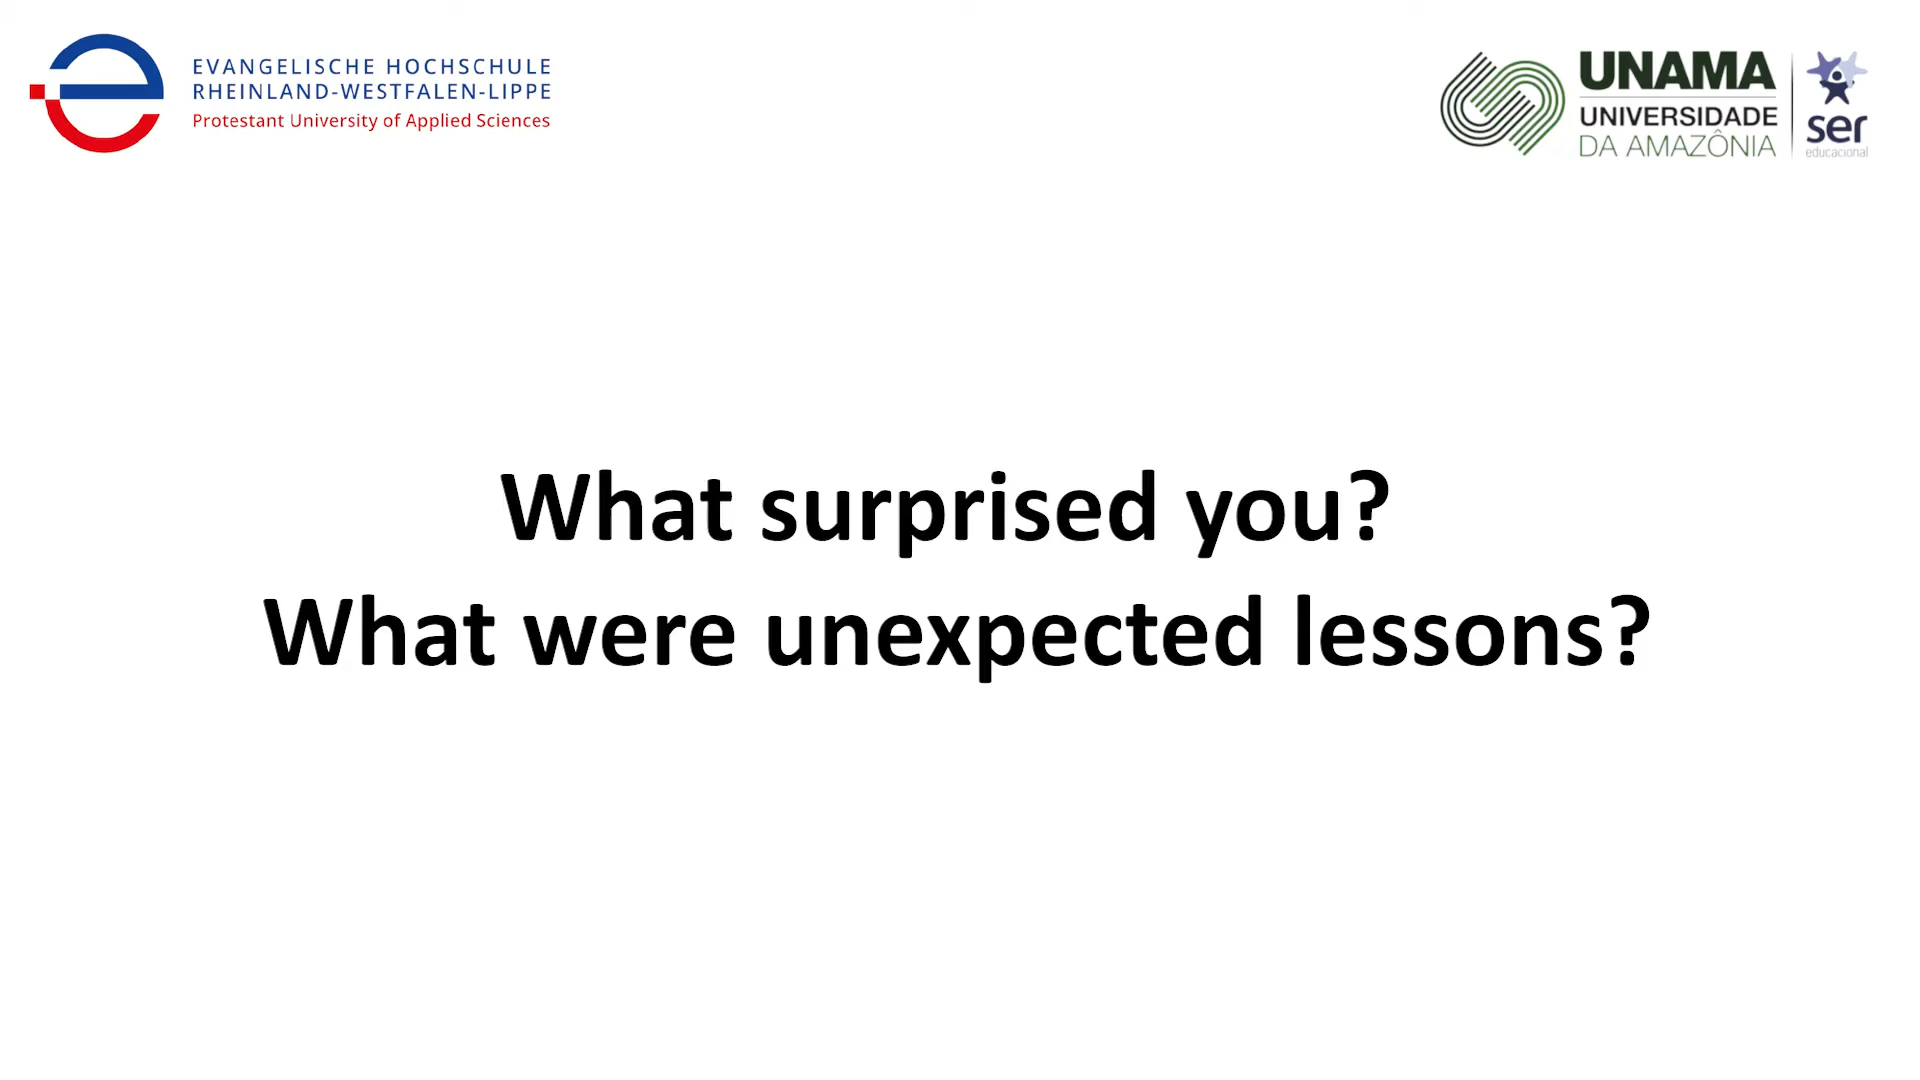 EVANGELISCHE HOCHSCHULE
RHEINLAND-WESTFALEN-LIPPE
Protestant University of Applied Sciences
UNAMA
UNIVERSIDADE
DA AMAZÔNIA
ser
educacional
What surprised you?
What were unexpected lessons?